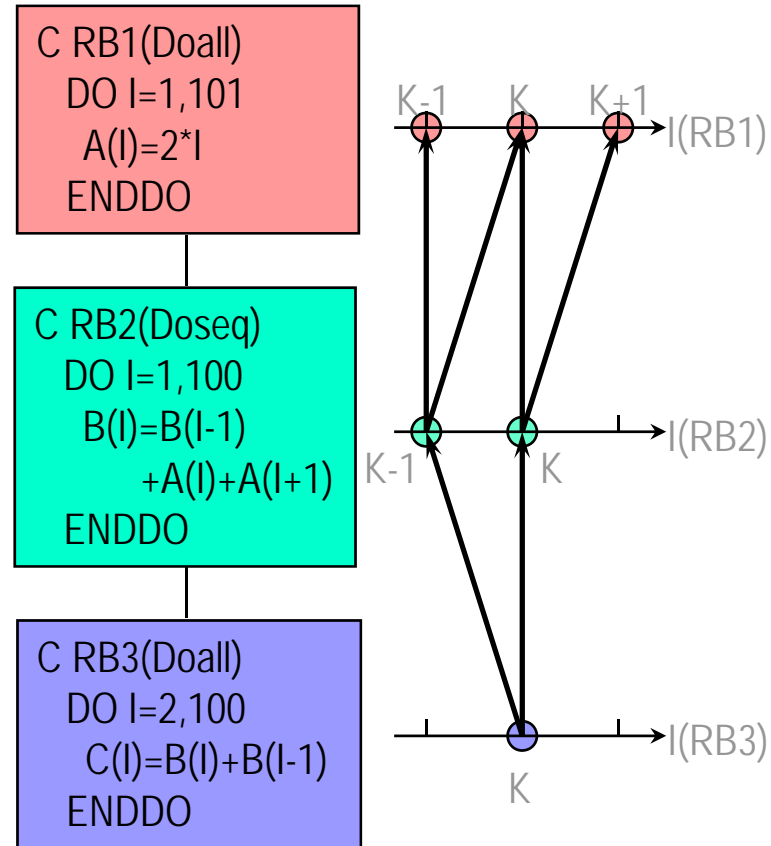 C RB1(Doall)
DO I=1,101
A(I)=2*I
ENDDO
K-1 K K+1
I(RB1)
C RB2(Doseq)
DO I=1,100
B(I)=B(I-1)
+A(I)+A(I+1)
ENDDO
I(RB2)
K-1 K
C RB3(Doall)
DO I=2,100
C(I)=B(I)+B(I-1)
ENDDO
I(RB3)
K